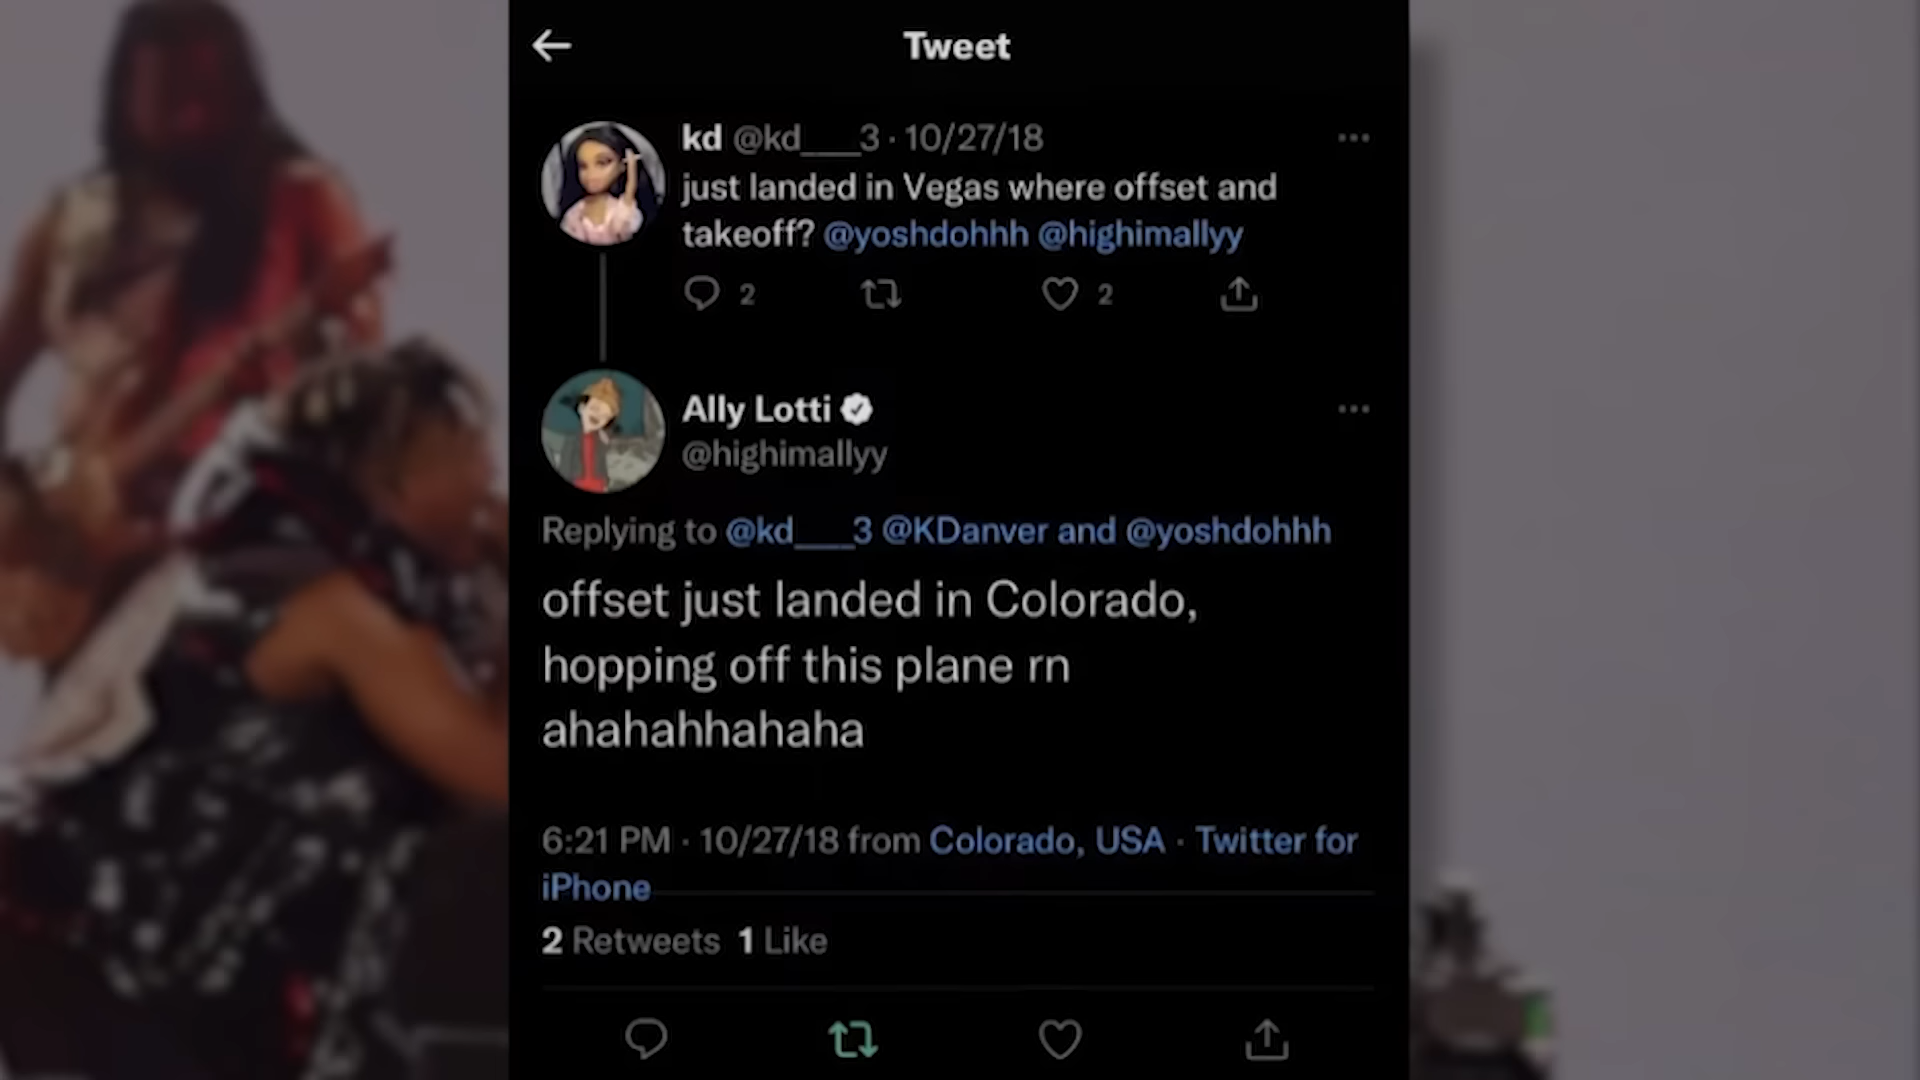 Tweet
kd @kd___3 · 10/27/18
just landed in Vegas where offset and
takeoff? @yoshdohhh @highimallyy
2 2
Ally Lotti
@highimallyy
Replying to @kd___3 @KDanver and @yoshdohhh
offset just landed in Colorado,
hopping off this plane rn
ahahahhahaha
6:21 PM · 10/27/18 from Colorado, USA · Twitter for
iPhone
2 Retweets 1 Like